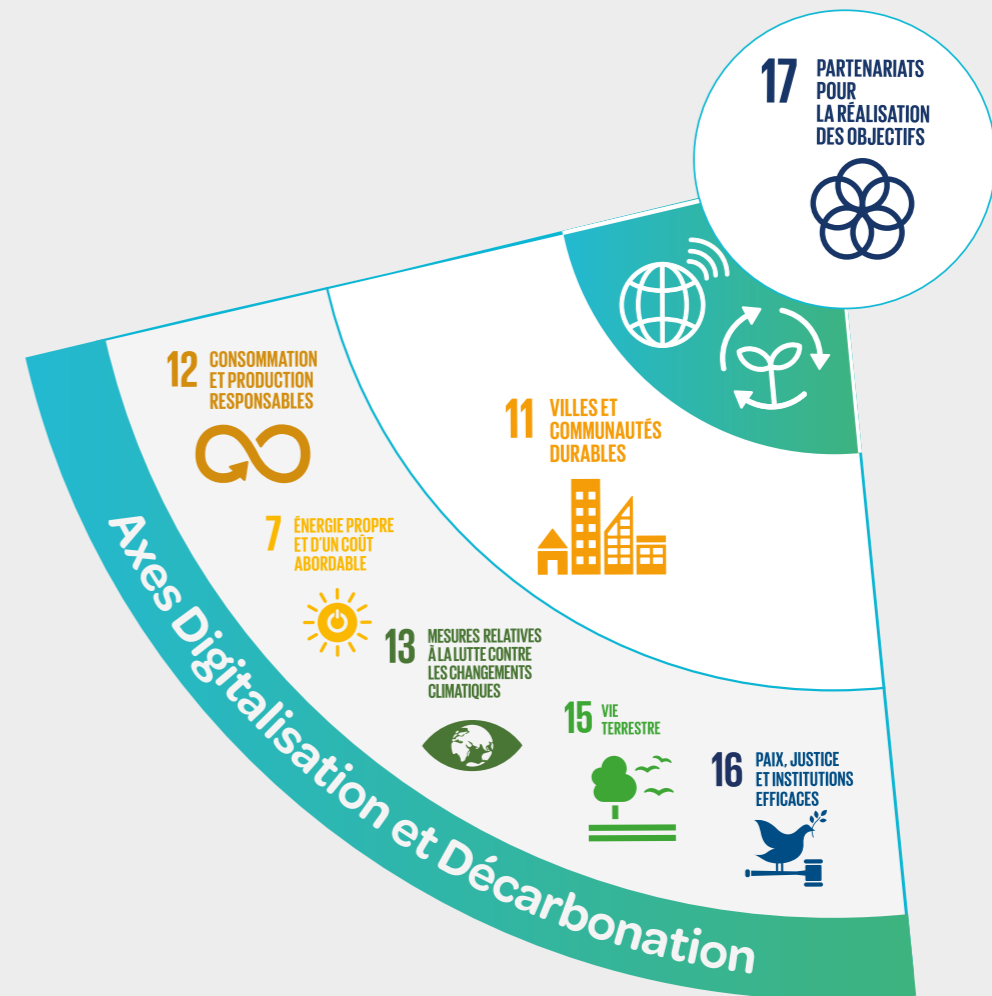 17
PARTENARIATS
POUR
LA RÉALISATION
DES OBJECTIFS
12
CONSOMMATION
ET PRODUCTION
RESPONSABLES
11
VILLES ET
COMMUNAUTÉS
DURABLES
7
ÉNERGIE PROPRE
ET D'UN COÛT
ABORDABLE
13
MESURES RELATIVES
À LA LUTTE CONTRE
LES CHANGEMENTS
CLIMATIQUES
15
VIE
TERRESTRE
16
PAIX, JUSTICE
ET INSTITUTIONS
EFFICACES
Axes Digitalisation et Décarbonation